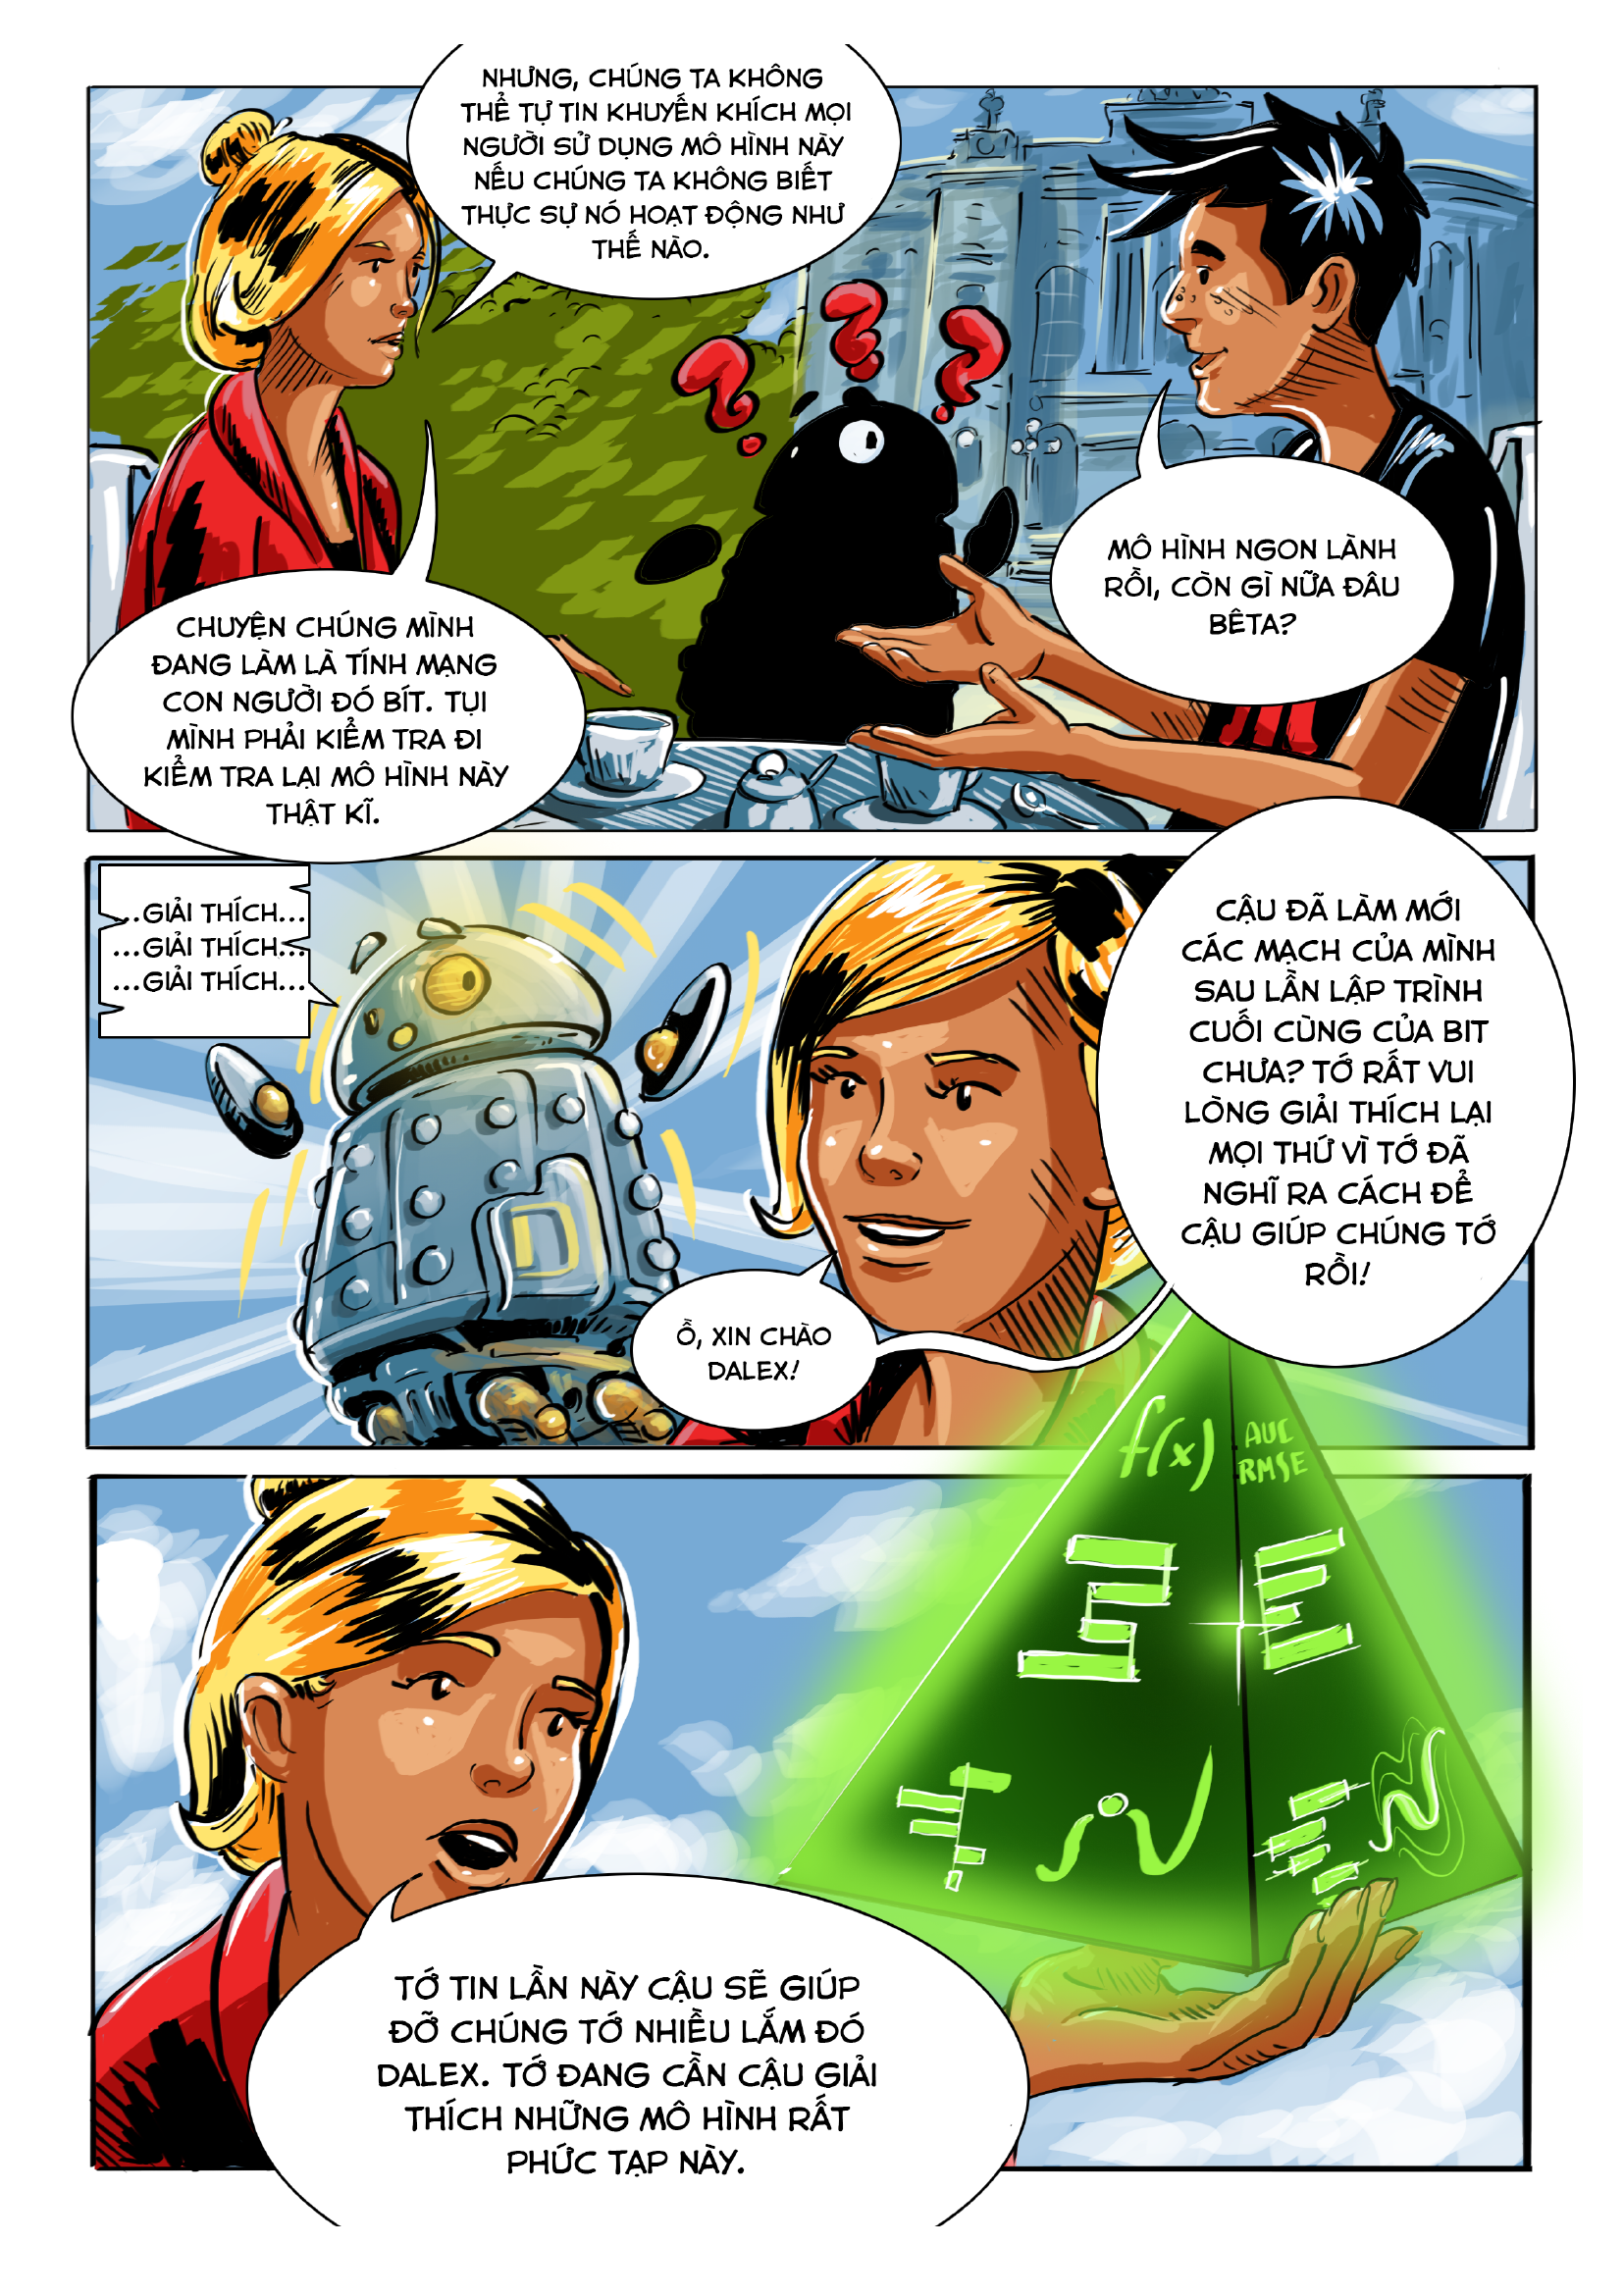 NHƯNG, CHÚNG TA KHÔNG
THỂ TỰ TIN KHUYẾN KHÍCH MỌI
NGƯỜI SỬ DỤNG MÔ HÌNH NÀY
NẾU CHÚNG TA KHÔNG BIẾT
THỰC SỰ NÓ HOẠT ĐỘNG NHƯ
THẾ NÀO.
???
MÔ HÌNH NGON LÀNH
RỒI, CÒN GÌ NỮA ĐÂU
BÊTA?
CHUYỆN CHÚNG MÌNH
ĐANG LÀM LÀ TÍNH MẠNG
CON NGƯỜI ĐÓ BÍT. TỤI
MÌNH PHẢI KIỂM TRA ĐI
KIỂM TRA LẠI MÔ HÌNH NÀY
THẬT KĨ.
...GIẢI THÍCH...
...GIẢI THÍCH...
...GIẢI THÍCH...
Ồ, XIN CHÀO
DALEX!
CẬU ĐÃ LÀM MỚI
CÁC MẠCH CỦA MÌNH
SAU LẦN LẬP TRÌNH
CUỐI CÙNG CỦA BIT
CHƯA? TỚ RẤT VUI
LÒNG GIẢI THÍCH LẠI
MỌI THỨ VÌ TỚ ĐÃ
NGHĨ RA CÁCH ĐỂ
CẬU GIÚP CHÚNG TỚ
RỒI!
f(x)
AUC
RMSE
TỚ TIN LẦN NÀY CẬU SẼ GIÚP
ĐỠ CHÚNG TỚ NHIỀU LẮM ĐÓ
DALEX. TỚ ĐANG CẦN CẬU GIẢI
THÍCH NHỮNG MÔ HÌNH RẤT
PHỨC TẠP NÀY.